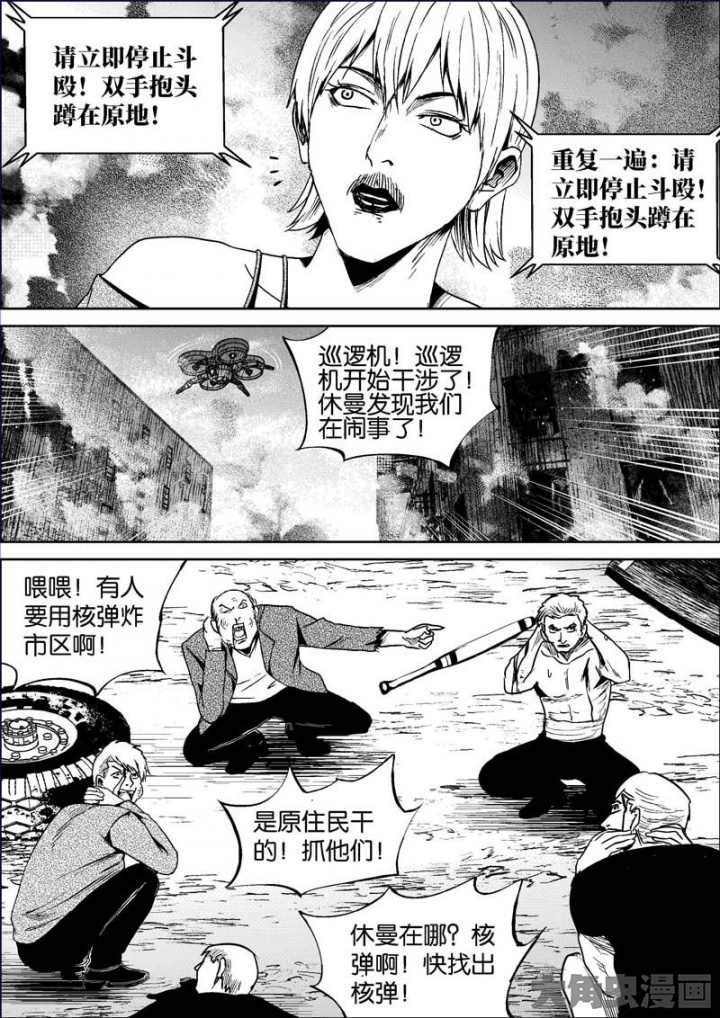 请立即停止斗
殴！双手抱头
蹲在原地！
重复一遍：请
立即停止斗殴！
双手抱头蹲在
原地！
巡逻机！巡逻
机开始干涉了！
休曼发现我们
在闹事了！
喂喂！有人
要用核弹炸
市区啊！
是原住民干
的！抓他们！
休曼在哪？核
弹啊！快找出
核弹！
大角虫漫画